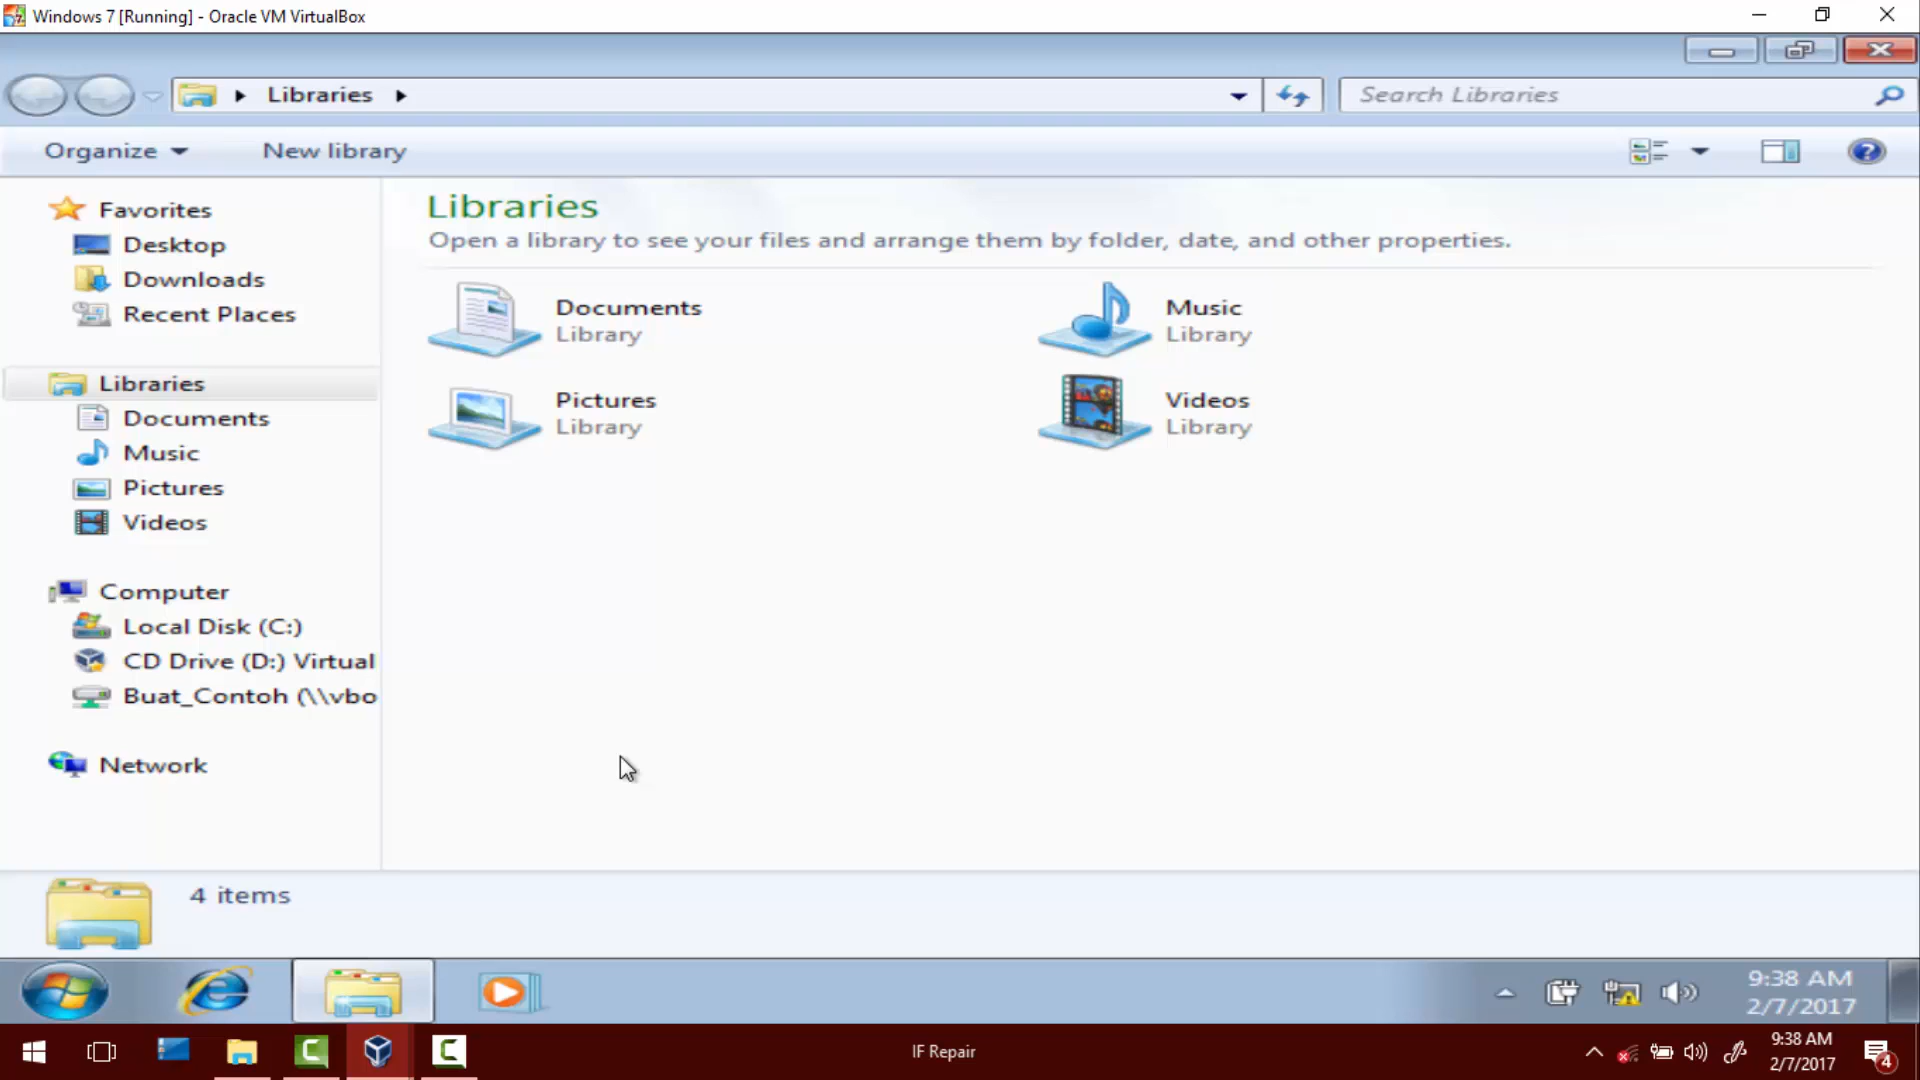 Windows 7 [Running] - Oracle VM VirtualBox
Libraries
Search Libraries
Organize
New library
Favorites
Desktop
Downloads
Recent Places
Libraries
Documents
Music
Pictures
Videos
Computer
Local Disk (C:)
CD Drive (D:) Virtual
Buat_Contoh (\\vbo
Network
Libraries
Open a library to see your files and arrange them by folder, date, and other properties.
Documents
Library
Music
Library
Pictures
Library
Videos
Library
4 items
9:38 AM
2/7/2017
IF Repair
9:38 AM
2/7/2017
4